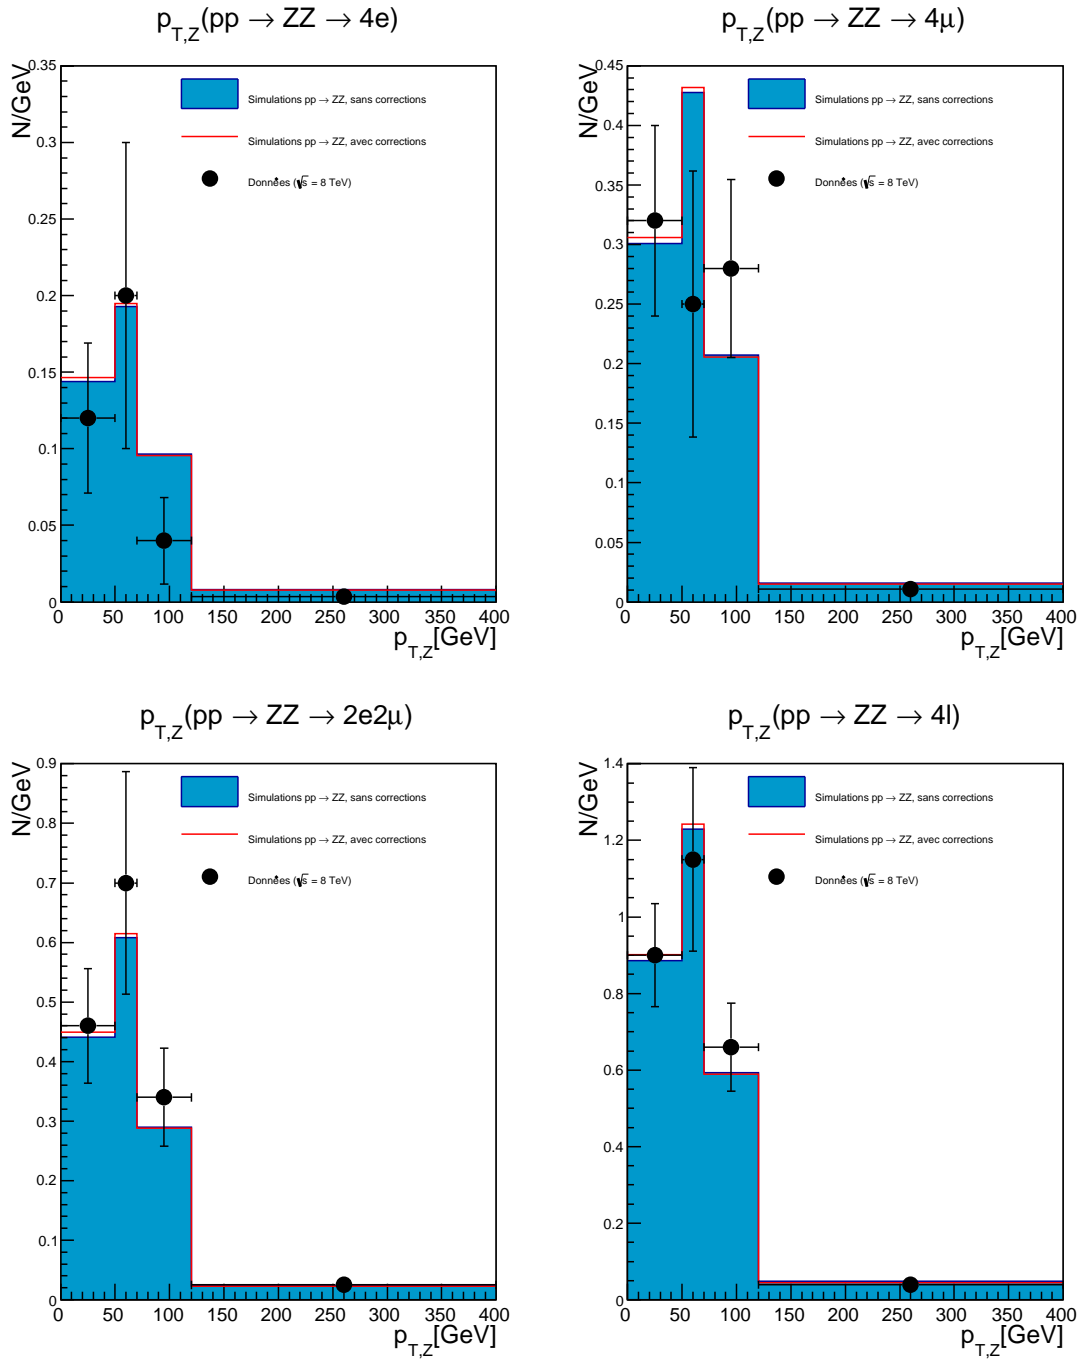 p_{T,Z}(pp → ZZ → 4e)
N/GeV
0.35
0.3
0.25
0.2
0.15
0.1
0.05
0
Simulations pp → ZZ, sans corrections
Simulations pp → ZZ, avec corrections
Données (√s = 8 TeV)
0 50 100 150 200 250 300 350 400
p_{T,Z}[GeV]
p_{T,Z}(pp → ZZ → 4μ)
N/GeV
0.45
0.4
0.35
0.3
0.25
0.2
0.15
0.1
0.05
0
Simulations pp → ZZ, sans corrections
Simulations pp → ZZ, avec corrections
Données (√s = 8 TeV)
0 50 100 150 200 250 300 350 400
p_{T,Z}[GeV]
p_{T,Z}(pp → ZZ → 2e2μ)
N/GeV
0.9
0.8
0.7
0.6
0.5
0.4
0.3
0.2
0.1
0
Simulations pp → ZZ, sans corrections
Simulations pp → ZZ, avec corrections
Données (√s = 8 TeV)
0 50 100 150 200 250 300 350 400
p_{T,Z}[GeV]
p_{T,Z}(pp → ZZ → 4l)
N/GeV
1.4
1.2
1
0.8
0.6
0.4
0.2
0
Simulations pp → ZZ, sans corrections
Simulations pp → ZZ, avec corrections
Données (√s = 8 TeV)
0 50 100 150 200 250 300 350 400
p_{T,Z}[GeV]